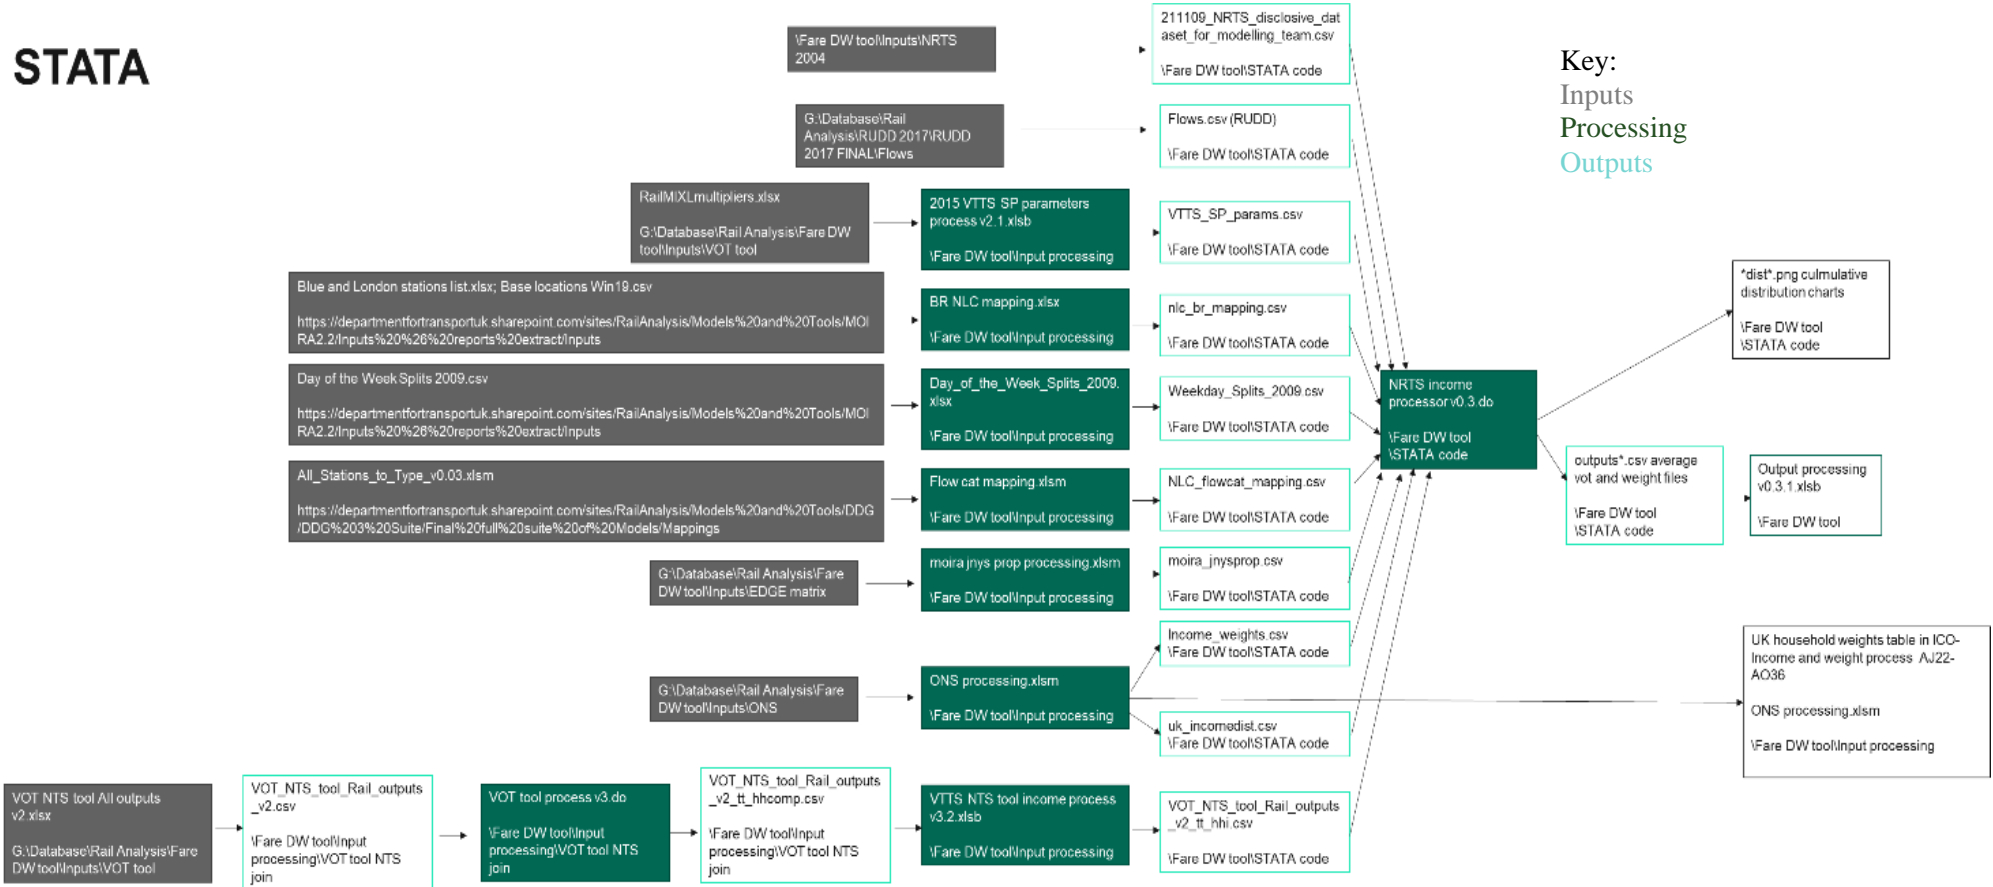 STATA
Key:
Inputs
Processing
Outputs
\Fare DW tool\Inputs\NRTS
2004
211109_NRTS_disclosive_dat
aset_for_modelling_team.csv
\Fare DW tool\STATA code
G:\Database\Rail
Analysis\RUDD 2017\RUDD
2017 FINAL\Flows
Flows.csv (RUDD)
\Fare DW tool\STATA code
RailMIXLmultipliers.xlsx
G:\Database\Rail Analysis\Fare DW
tool\Inputs\VOT tool
2015 VTTS SP parameters
process v2.1.xlsb
\Fare DW tool\Input processing
VTTS_SP_params.csv
\Fare DW tool\STATA code
Blue and London stations list.xlsx; Base locations Win19.csv
https://departmentfortransportuk.sharepoint.com/sites/RailAnalysis/Models%20and%20Tools/MOI
RA2.2/Inputs%20%26%20reports%20extract/Inputs
BR NLC mapping.xlsx
\Fare DW tool\Input processing
nlc_br_mapping.csv
\Fare DW tool\STATA code
Day of the Week Splits 2009.csv
https://departmentfortransportuk.sharepoint.com/sites/RailAnalysis/Models%20and%20Tools/MOI
RA2.2/Inputs%20%26%20reports%20extract/Inputs
Day_of_the_Week_Splits_2009.
xlsx
\Fare DW tool\Input processing
Weekday_Splits_2009.csv
\Fare DW tool\STATA code
All_Stations_to_Type_v0.03.xlsm
https://departmentfortransportuk.sharepoint.com/sites/RailAnalysis/Models%20and%20Tools/DDG
/DDG%203%20Suite/Final%20full%20suite%20of%20Models/Mappings
Flow cat mapping.xlsm
\Fare DW tool\Input processing
NLC_flowcat_mapping.csv
\Fare DW tool\STATA code
G:\Database\Rail Analysis\Fare
DW tool\Inputs\EDGE matrix
moira jnys prop processing.xlsm
\Fare DW tool\Input processing
moira_jnysprop.csv
\Fare DW tool\STATA code
G:\Database\Rail Analysis\Fare
DW tool\Inputs\ONS
ONS processing.xlsm
\Fare DW tool\Input processing
Income_weights.csv
\Fare DW tool\STATA code
uk_incomedist.csv
\Fare DW tool\STATA code
VOT NTS tool All outputs
v2.xlsx
G:\Database\Rail Analysis\Fare
DW tool\Inputs\VOT tool
VOT_NTS_tool_Rail_outputs
_v2.csv
\Fare DW tool\Input
processing\VOT tool NTS
join
VOT tool process v3.do
\Fare DW tool\Input
processing\VOT tool NTS
join
VOT_NTS_tool_Rail_outputs
_v2_tt_hhcomp.csv
\Fare DW tool\Input
processing\VOT tool NTS
join
VTTS NTS tool income process
v3.2.xlsb
\Fare DW tool\Input processing
VOT_NTS_tool_Rail_outputs
_v2_tt_hhi.csv
\Fare DW tool\STATA code
NRTS income
processor v0.3.do
\Fare DW tool
\STATA code
*dist*.png culmulative
distribution charts
\Fare DW tool
\STATA code
outputs*.csv average
vot and weight files
\Fare DW tool
\STATA code
Output processing
v0.3.1.xlsb
\Fare DW tool
UK household weights table in ICO-
Income and weight process AJ22-
AO36
ONS processing.xlsm
\Fare DW tool\Input processing